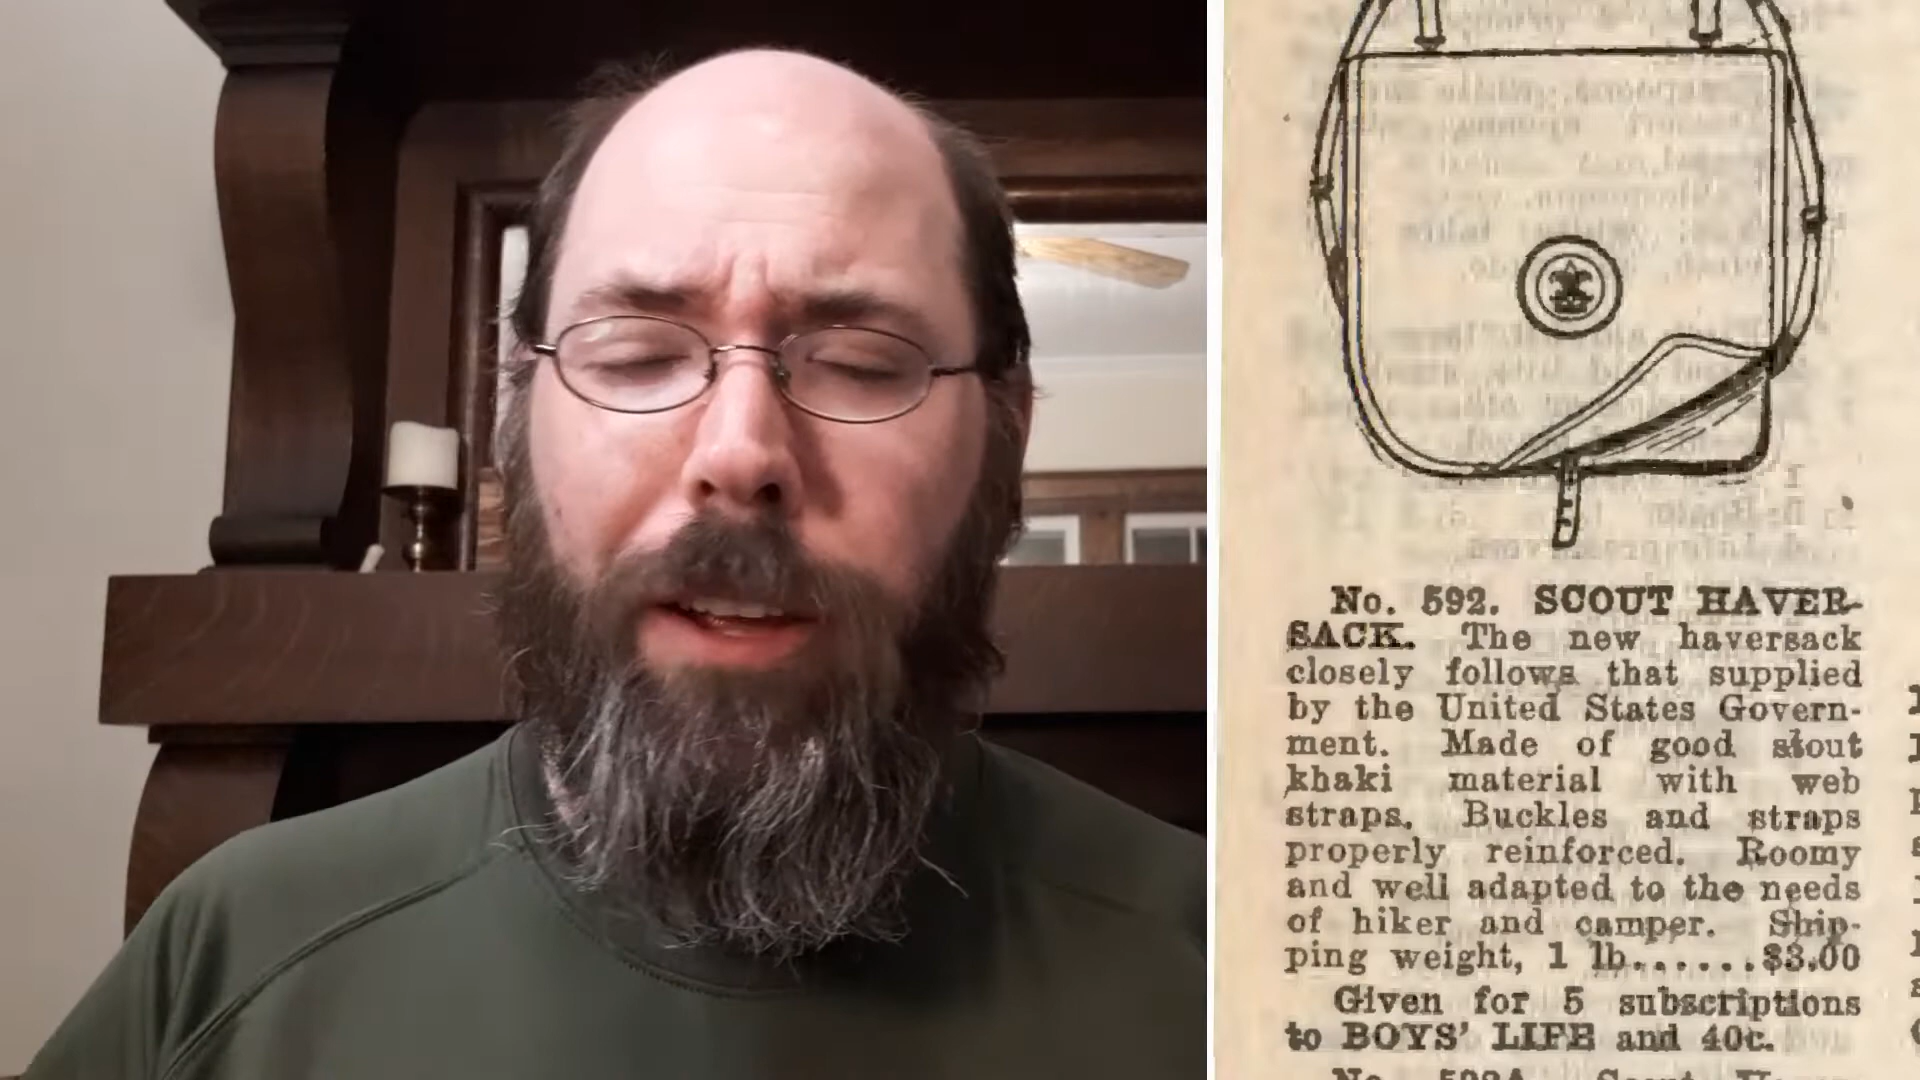 No. 592. SCOUT HAVER-
SACK. The new haversack
closely follows that supplied
by the United States Govern-
ment. Made of good stout
khaki material with web
straps. Buckles and straps
properly reinforced. Roomy
and well adapted to the needs
of hiker and camper. Ship-
ping weight, 1 lb......$3.00
Given for 5 subscriptions
to BOYS' LIFE and 40c.